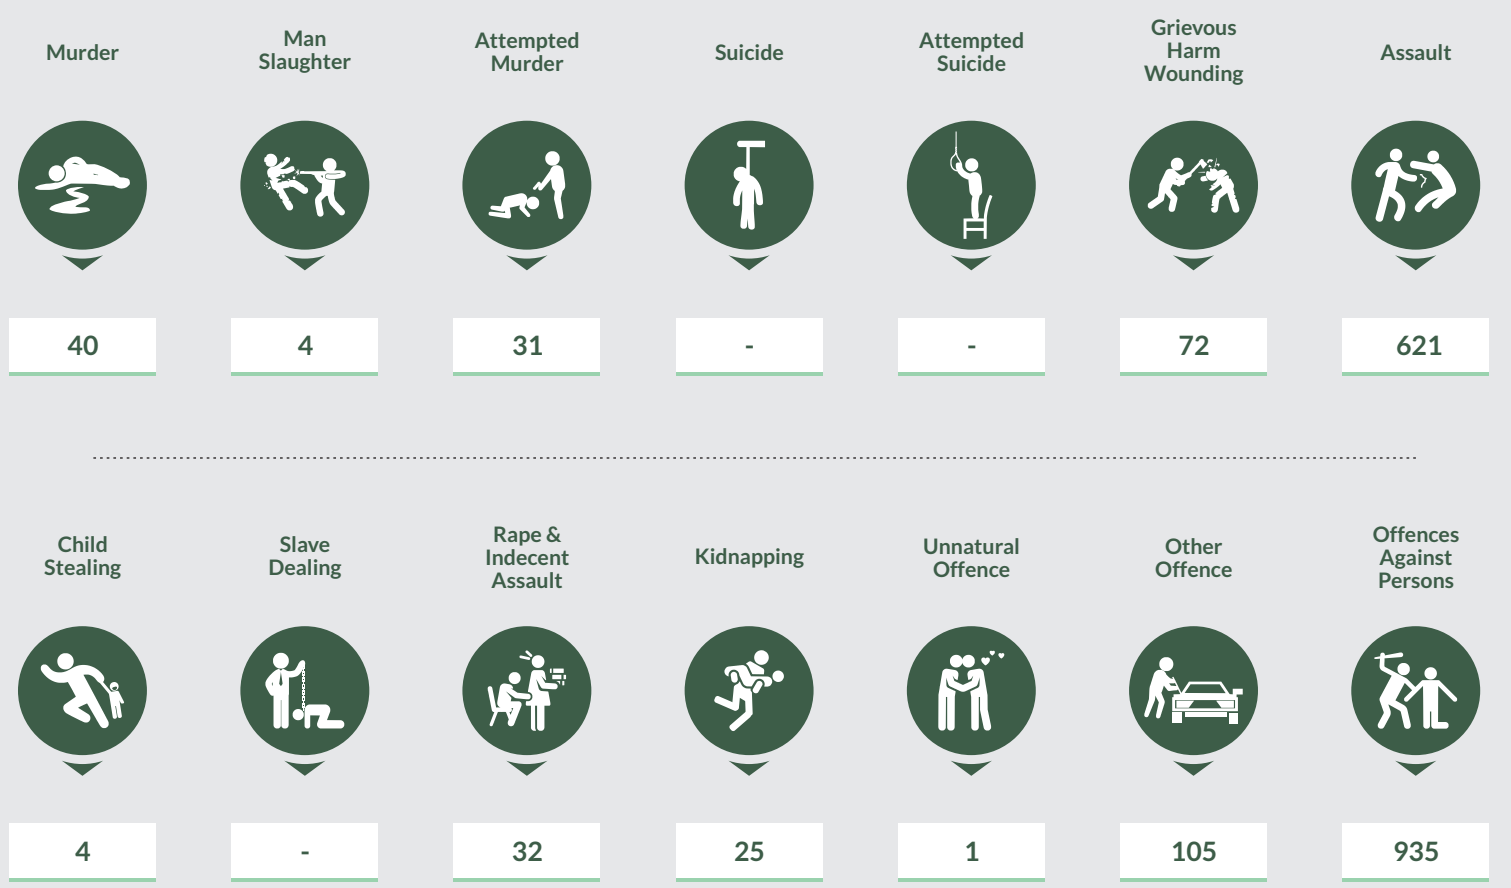 Murder
Man
Slaughter
Attempted
Murder
Suicide
Attempted
Suicide
Grievous
Harm
Wounding
Assault
40
4
31
-
-
72
621
Child
Stealing
Slave
Dealing
Rape &
Indecent
Assault
Kidnapping
Unnatural
Offence
Other
Offence
Offences
Against
Persons
4
-
32
25
1
105
935